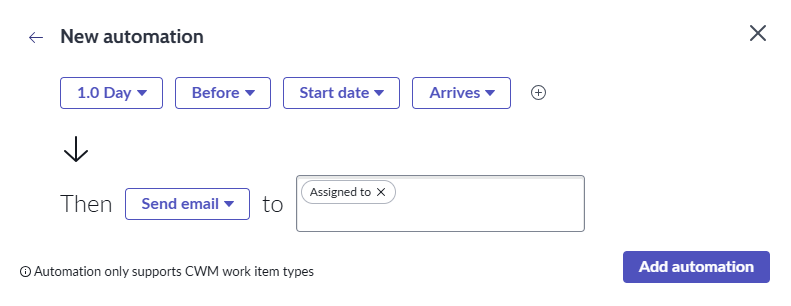 New automation
1.0 Day Before Start date Arrives
Then Send email to Assigned to
Automation only supports CWM work item types
Add automation